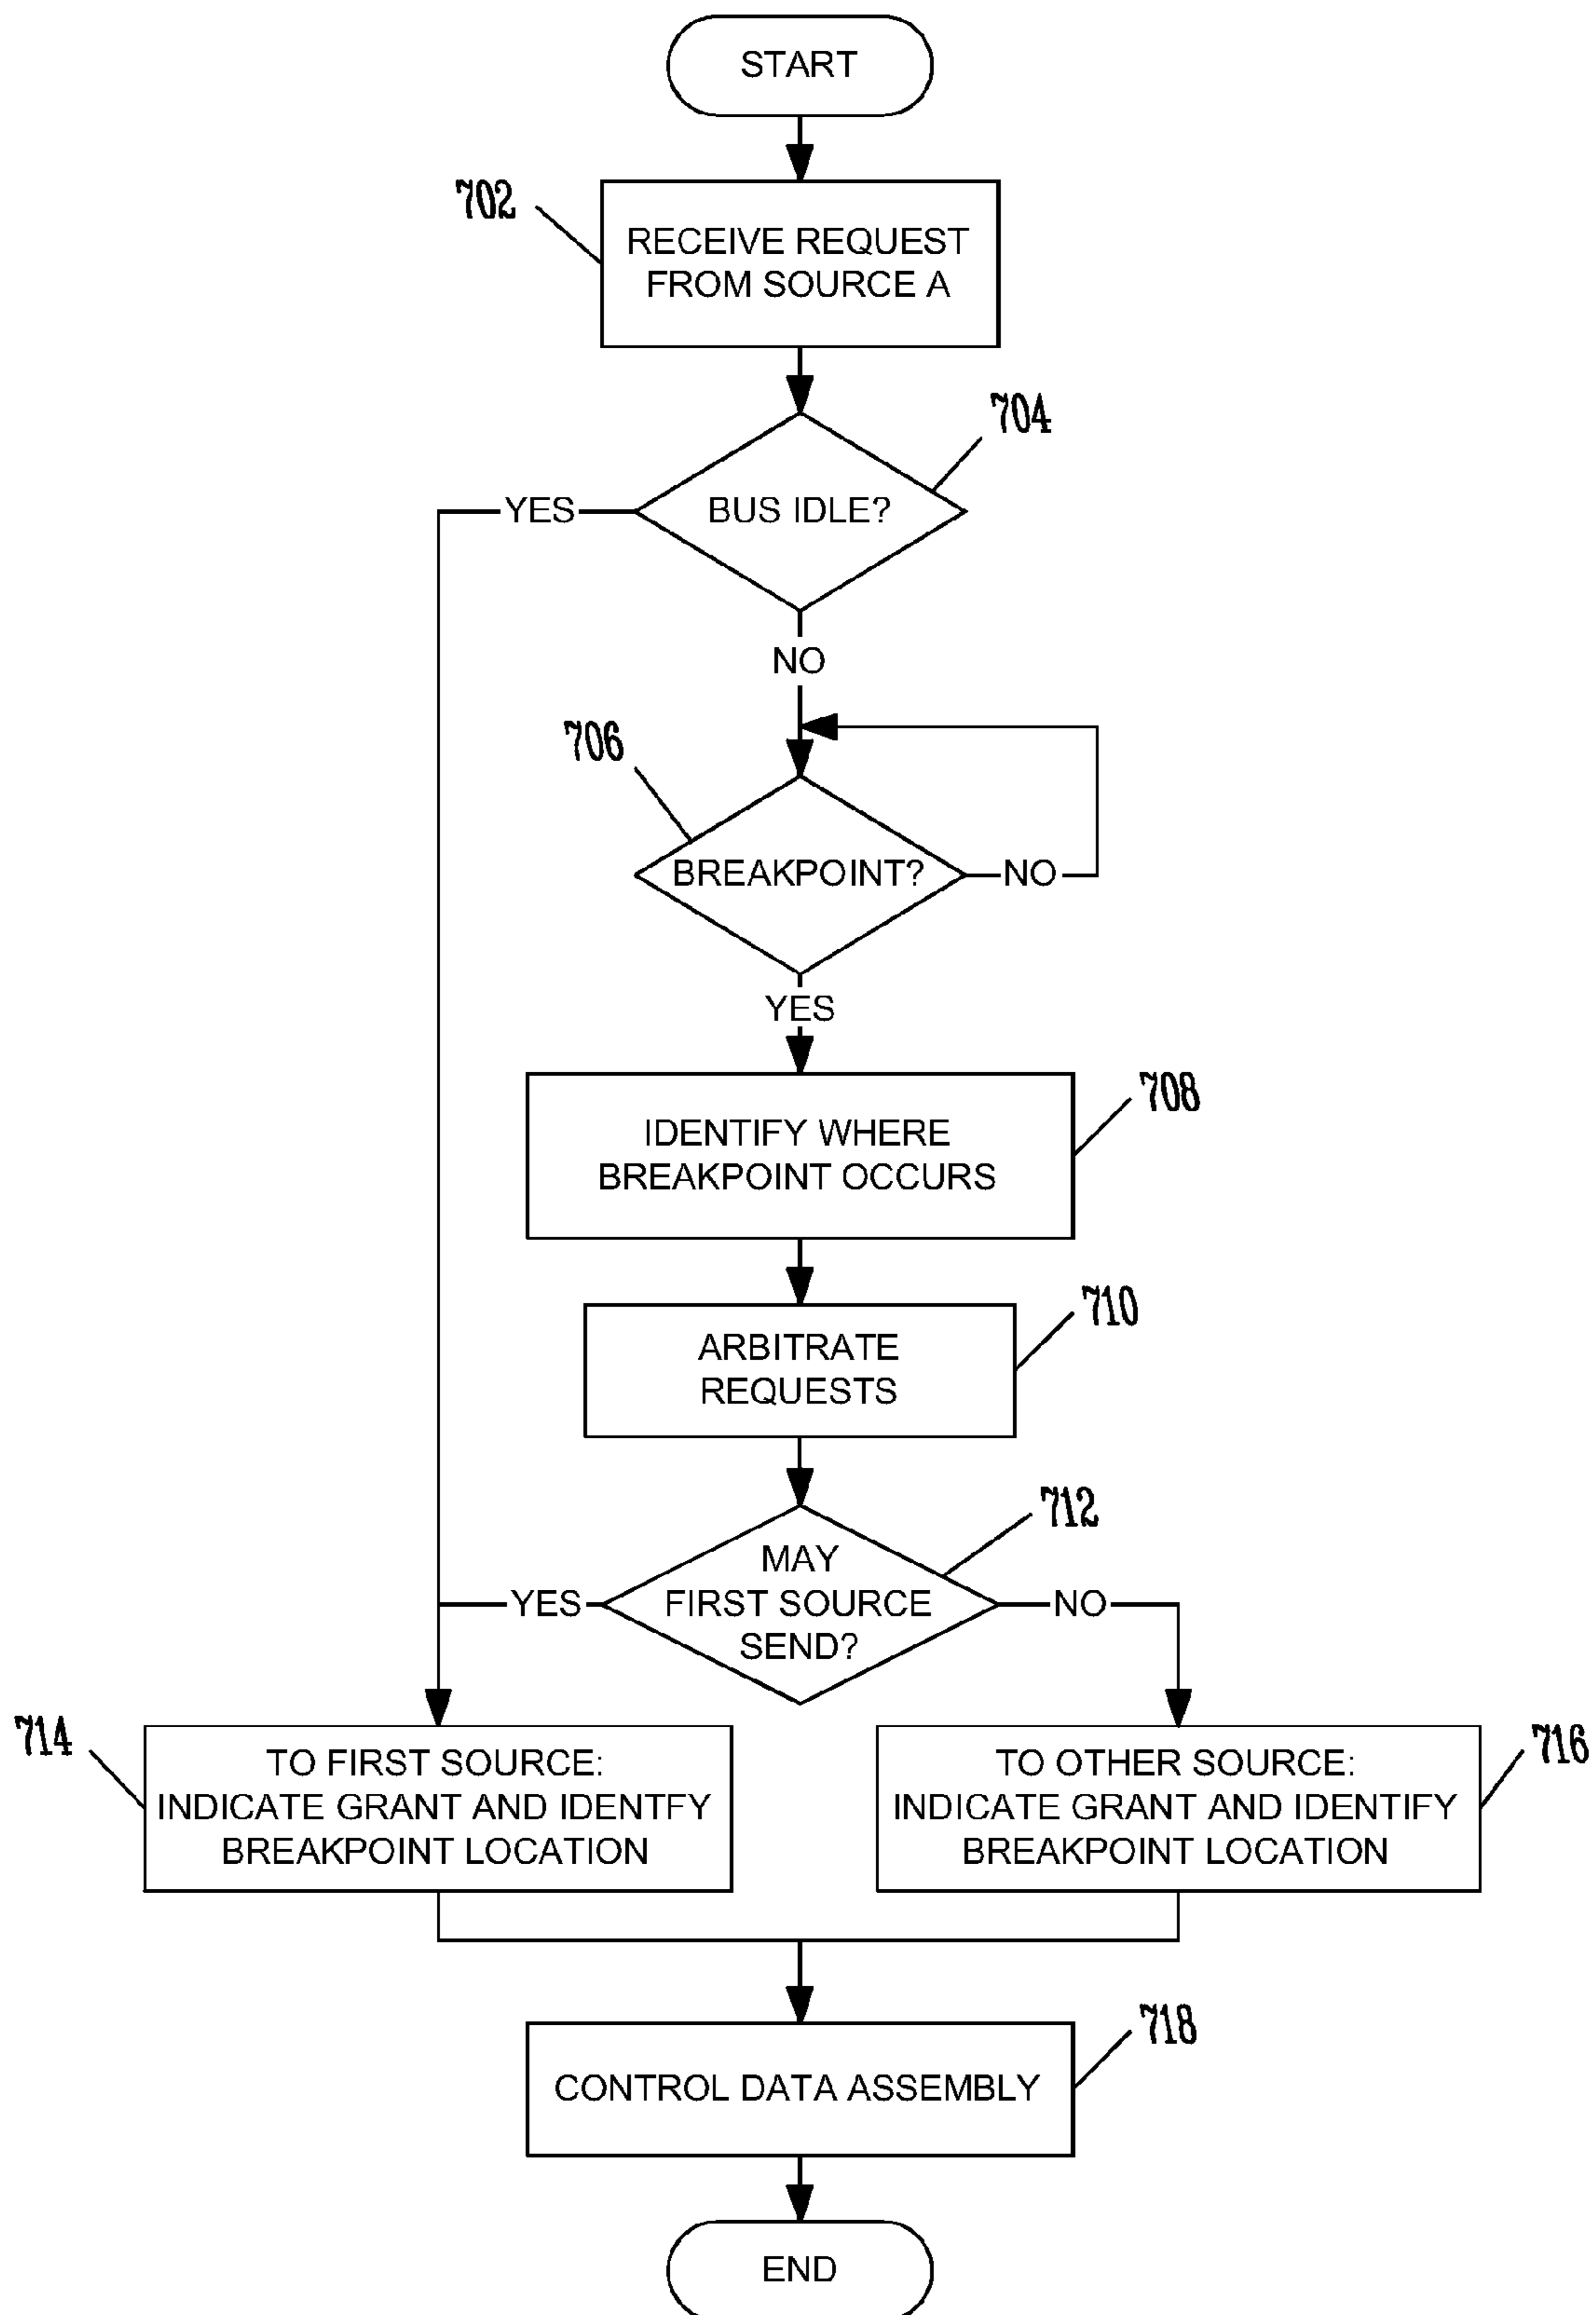 START
702
RECEIVE REQUEST
FROM SOURCE A
704
YES
BUS IDLE?
NO
706
BREAKPOINT?
NO
YES
708
IDENTIFY WHERE
BREAKPOINT OCCURS
710
ARBITRATE
REQUESTS
712
MAY
FIRST SOURCE
SEND?
YES
NO
714
TO FIRST SOURCE:
INDICATE GRANT AND IDENTFY
BREAKPOINT LOCATION
716
TO OTHER SOURCE:
INDICATE GRANT AND IDENTIFY
BREAKPOINT LOCATION
718
CONTROL DATA ASSEMBLY
END